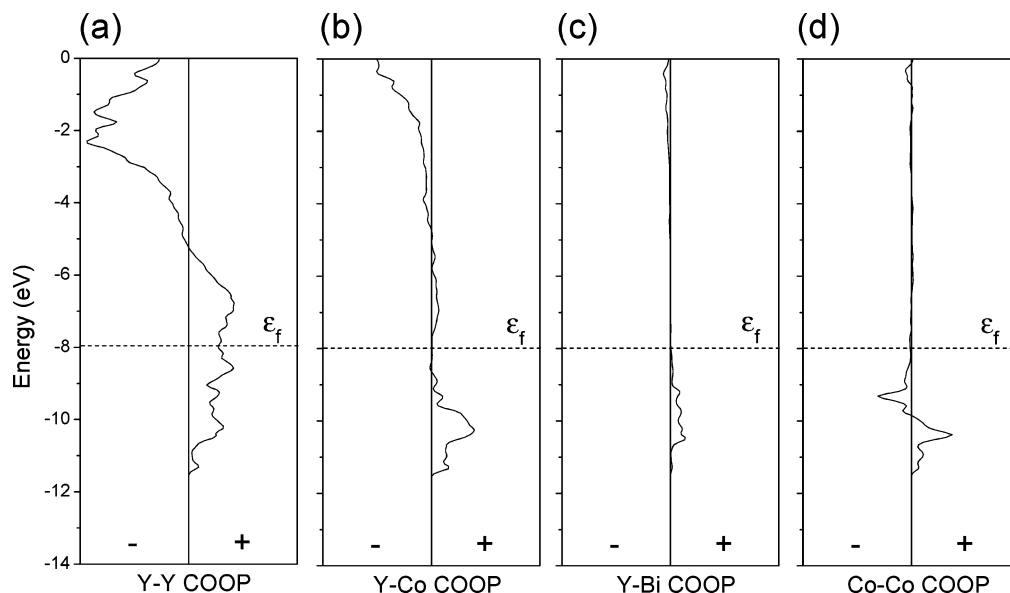 (a) (b) (c) (d)
0
-2
-4
-6
-8
-10
-12
-14
Energy (eV)
εf εf εf εf
- + - + - + - +
Y-Y COOP Y-Co COOP Y-Bi COOP Co-Co COOP